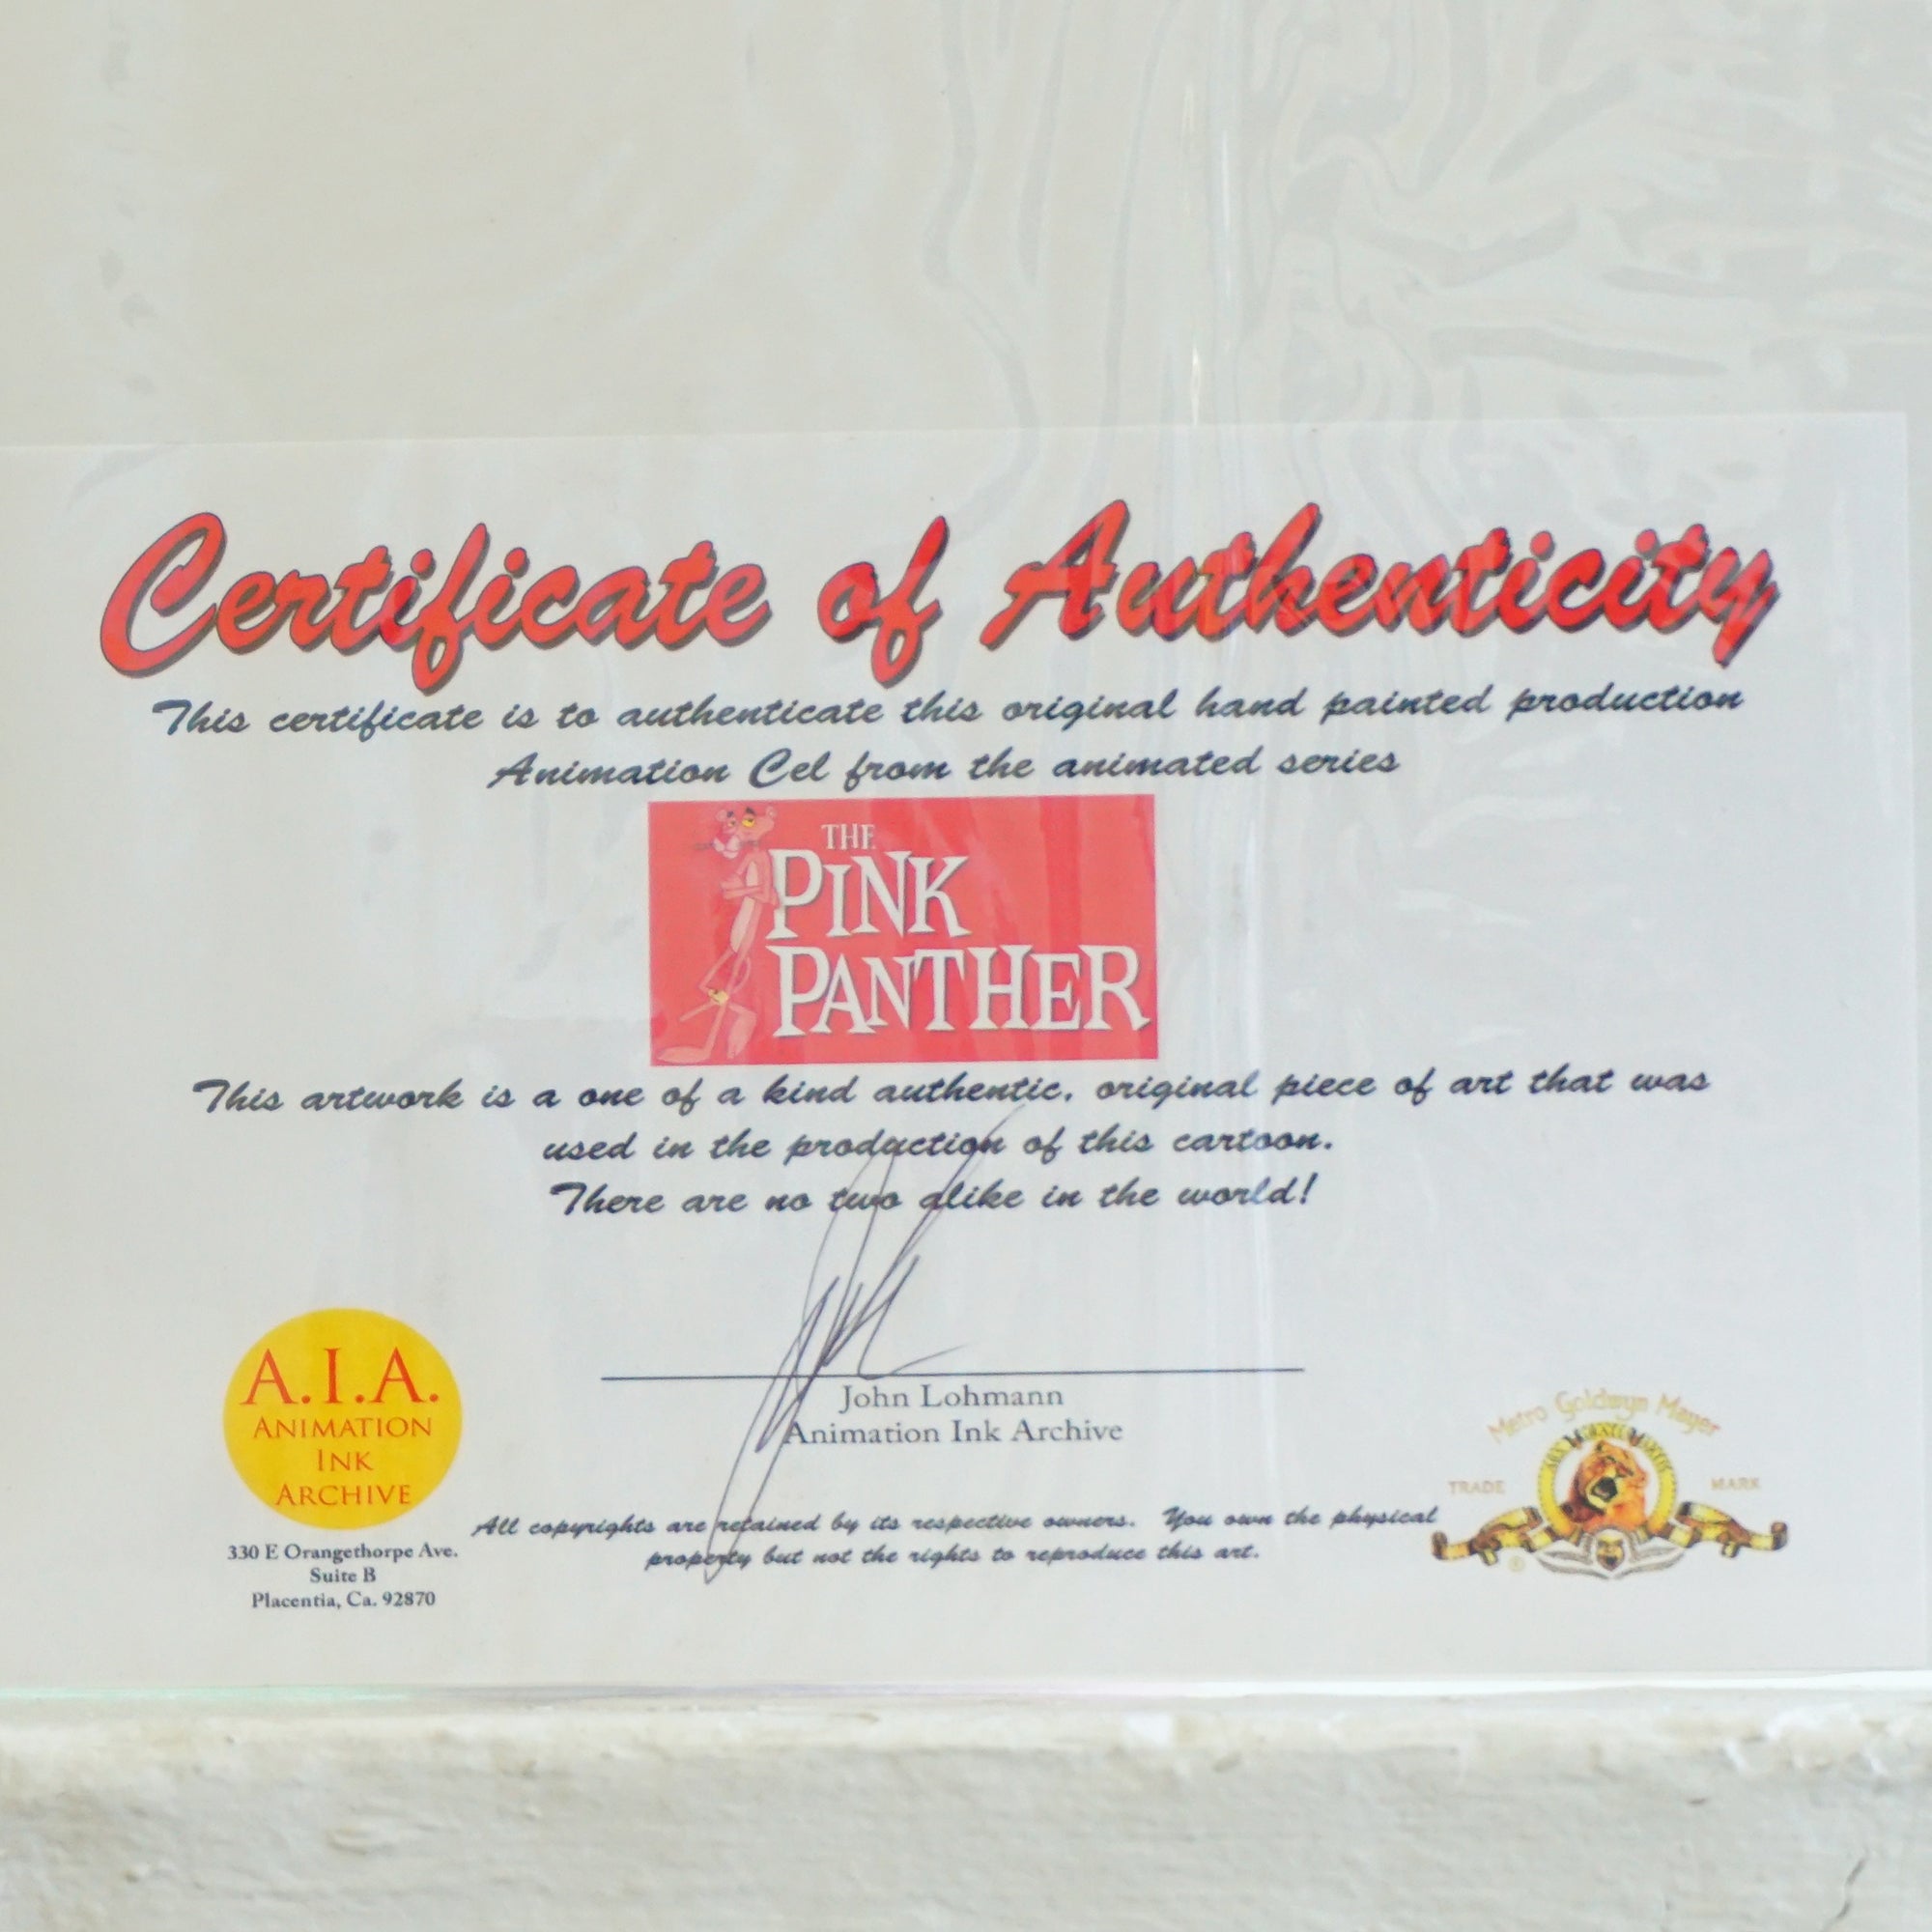 Certificate of Authenticity
This certificate is to authenticate this original hand painted production
Animation Cel from the animated series
THE
PINK
PANTHER
This artwork is a one of a kind authentic, original piece of art that was
used in the production of this cartoon.
There are no two alike in the world!
John Lohmann
Animation Ink Archive
A.I.A.
ANIMATION
INK
ARCHIVE
330 E Orangethorpe Ave.
Suite B
Placentia, Ca. 92870
All copyrights are retained by its respective owners. You own the physical
property but not the rights to reproduce this art.
Metro Goldwyn Mayer
TRADE MARK
®